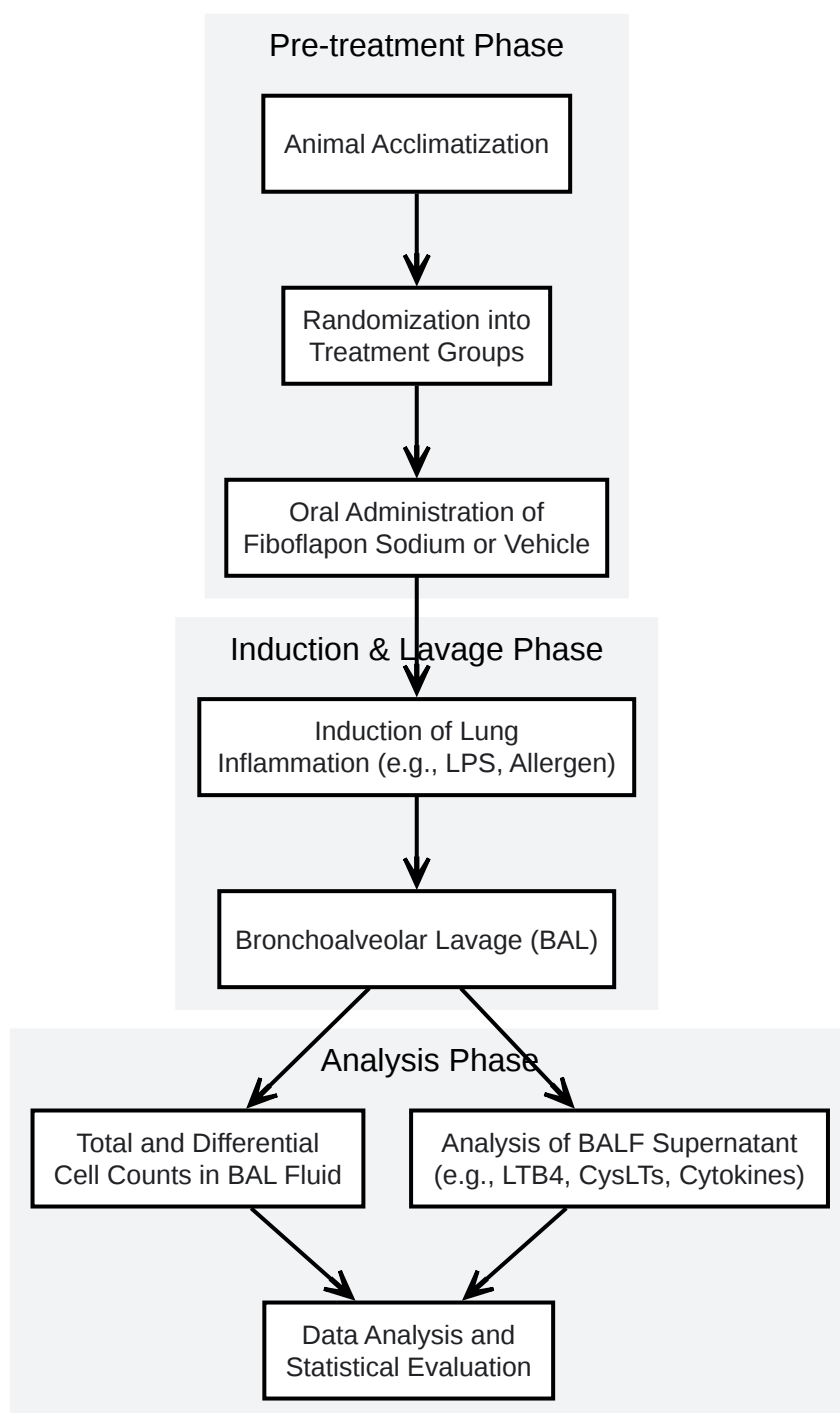 Pre-treatment Phase
Animal Acclimatization
Randomization into
Treatment Groups
Oral Administration of
Fiboflapon Sodium or Vehicle
Induction & Lavage Phase
Induction of Lung
Inflammation (e.g., LPS, Allergen)
Bronchoalveolar Lavage (BAL)
Analysis Phase
Total and Differential
Cell Counts in BAL Fluid
Analysis of BALF Supernatant
(e.g., LTB4, CysLTs, Cytokines)
Data Analysis and
Statistical Evaluation